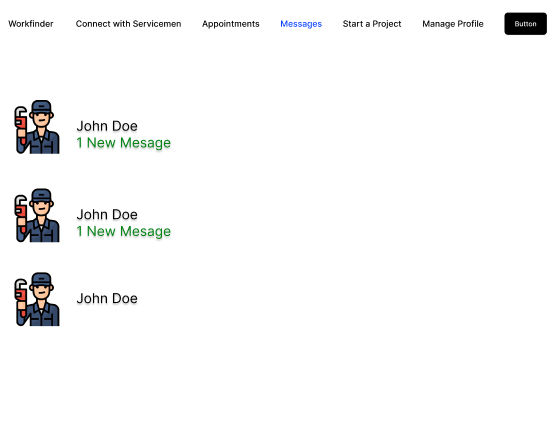 Workfinder Connect with Servicemen Appointments Messages Start a Project Manage Profile Button
John Doe
1 New Mesage
John Doe
1 New Mesage
John Doe